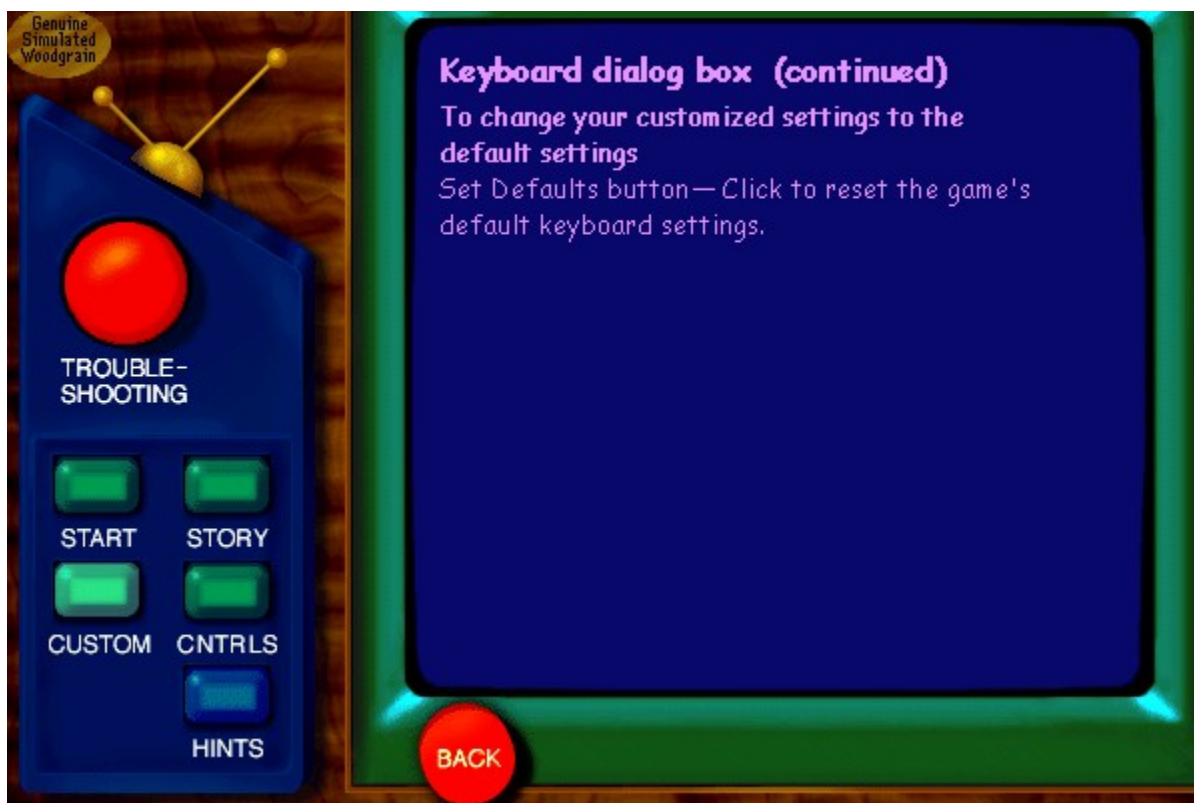 Genuine
Simulated
Woodgrain
TROUBLE-
SHOOTING
START
STORY
CUSTOM
CNTRLS
HINTS
Keyboard dialog box (continued)
To change your customized settings to the
default settings
Set Defaults button—Click to reset the game's
default keyboard settings.
BACK